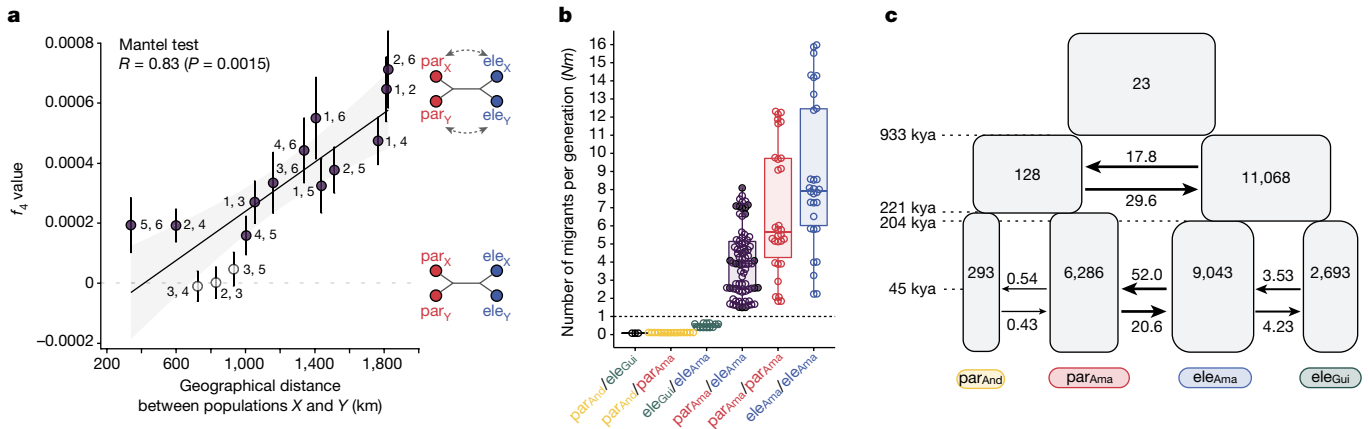 a
0.0008
0.0006
0.0004
0.0002
0
−0.0002
f4 value
Mantel test
R = 0.83 (P = 0.0015)
5, 6
2, 4
3, 4
2, 3
3, 5
4, 5
1, 3
3, 6
4, 6
1, 5
1, 6
2, 5
1, 4
1, 2
2, 6
parX
eleX
parY
eleY
parX
eleX
parY
eleY
200
600
1,000
1,400
1,800
Geographical distance
between populations X and Y (km)
b
Number of migrants per generation (Nm)
16
15
14
13
12
11
10
9
8
7
6
5
4
3
2
1
0
parAnd/eleGui
parAnd/parAma
eleGui/eleAma
parAma/eleAma
parAma/parAma
eleAma/eleAma
c
23
933 kya
17.8
128
11,068
29.6
221 kya
204 kya
293
0.54
6,286
52.0
9,043
3.53
2,693
45 kya
0.43
20.6
4.23
parAnd
parAma
eleAma
eleGui